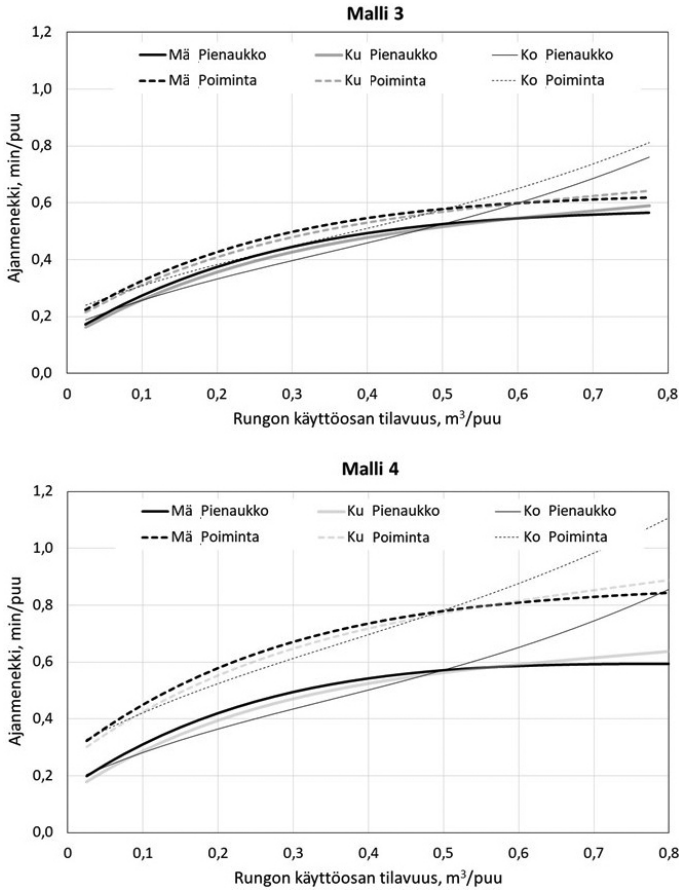 Malli 3
1,2
1,0
0,8
0,6
0,4
0,2
0,0
Ajanmenekki, min/puu
Mä Pienaukko Ku Pienaukko Ko Pienaukko
Mä Poiminta Ku Poiminta Ko Poiminta
0 0,1 0,2 0,3 0,4 0,5 0,6 0,7 0,8
Rungon käyttöosan tilavuus, m³/puu
Malli 4
1,2
1,0
0,8
0,6
0,4
0,2
0,0
Ajanmenekki, min/puu
Mä Pienaukko Ku Pienaukko Ko Pienaukko
Mä Poiminta Ku Poiminta Ko Poiminta
0 0,1 0,2 0,3 0,4 0,5 0,6 0,7 0,8
Rungon käyttöosan tilavuus, m³/puu